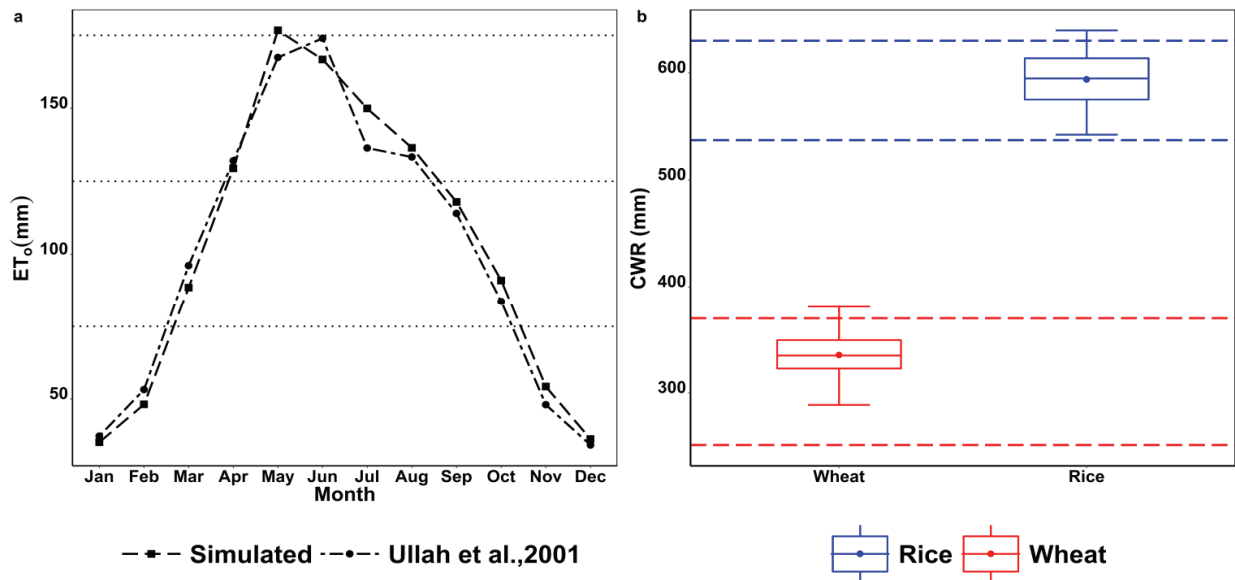 a
ETo(mm)
150
100
50
Jan Feb Mar Apr May Jun Jul Aug Sep Oct Nov Dec
Month
Simulated Ullah et al.,2001
b
CWR (mm)
600
500
400
300
Wheat Rice
Rice Wheat